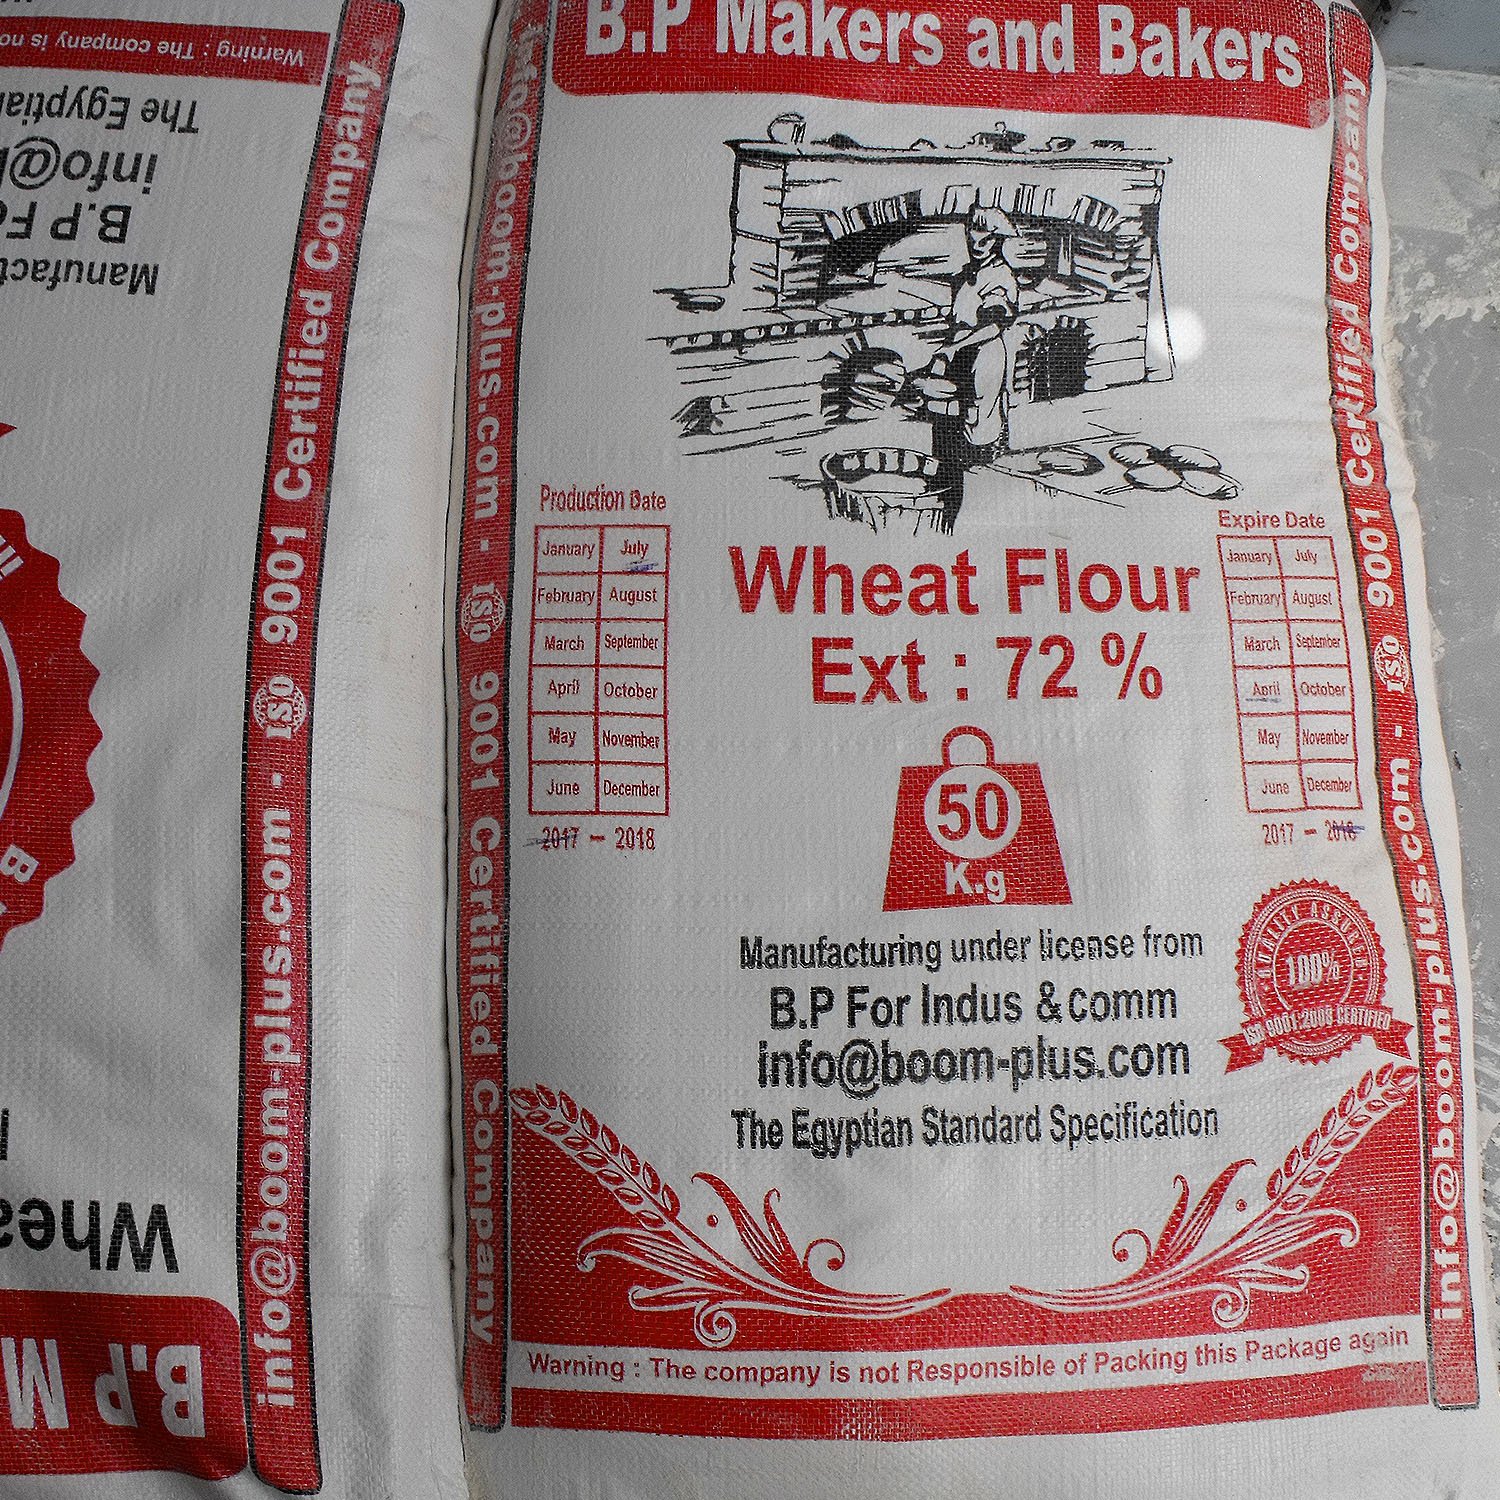 B.P Makers and Bakers
Production Date
January July
February August
March September
April October
May November
June December
2017 – 2018
Expire Date
January July
February August
March September
April October
May November
June December
2017 – 2018
Wheat Flour
Ext : 72 %
50
K.g
Manufacturing under license from
B.P For Indus & comm
info@boom-plus.com
The Egyptian Standard Specification
QUALITY ASSURED
100%
ISO 9001:2008 CERTIFIED
Warning : The company is not Responsible of Packing this Package again
info@boom-plus.com · ISO 9001 Certified Company
info@boom-plus.com · ISO 9001 Certified Company
info@boom-plus.com · ISO 9001 Certified Company
B.P M
Whea
Manufact
B.P Fo
info@b
The Egyptian
Warning : The company is no